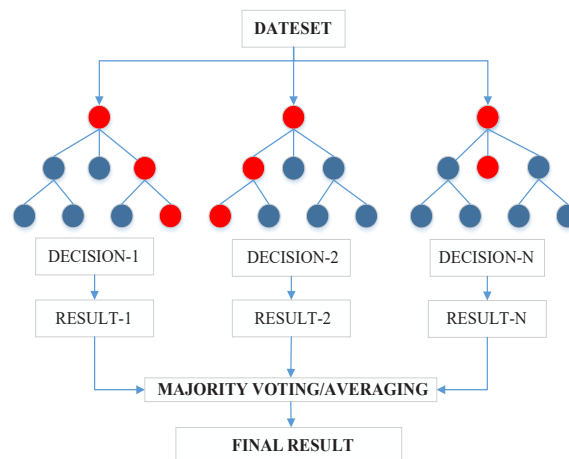 DATESET
DECISION-1
DECISION-2
DECISION-N
RESULT-1
RESULT-2
RESULT-N
MAJORITY VOTING/AVERAGING
FINAL RESULT